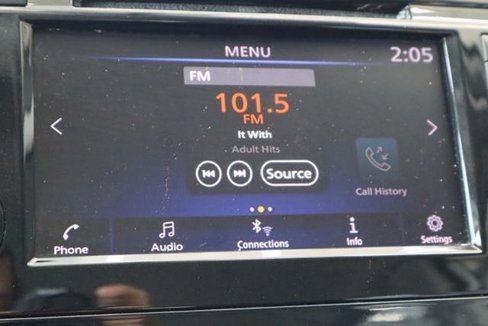 MENU
2:05
FM
101.5
FM
It With
Adult Hits
Source
Call History
Phone
Audio
Connections
Info
Settings